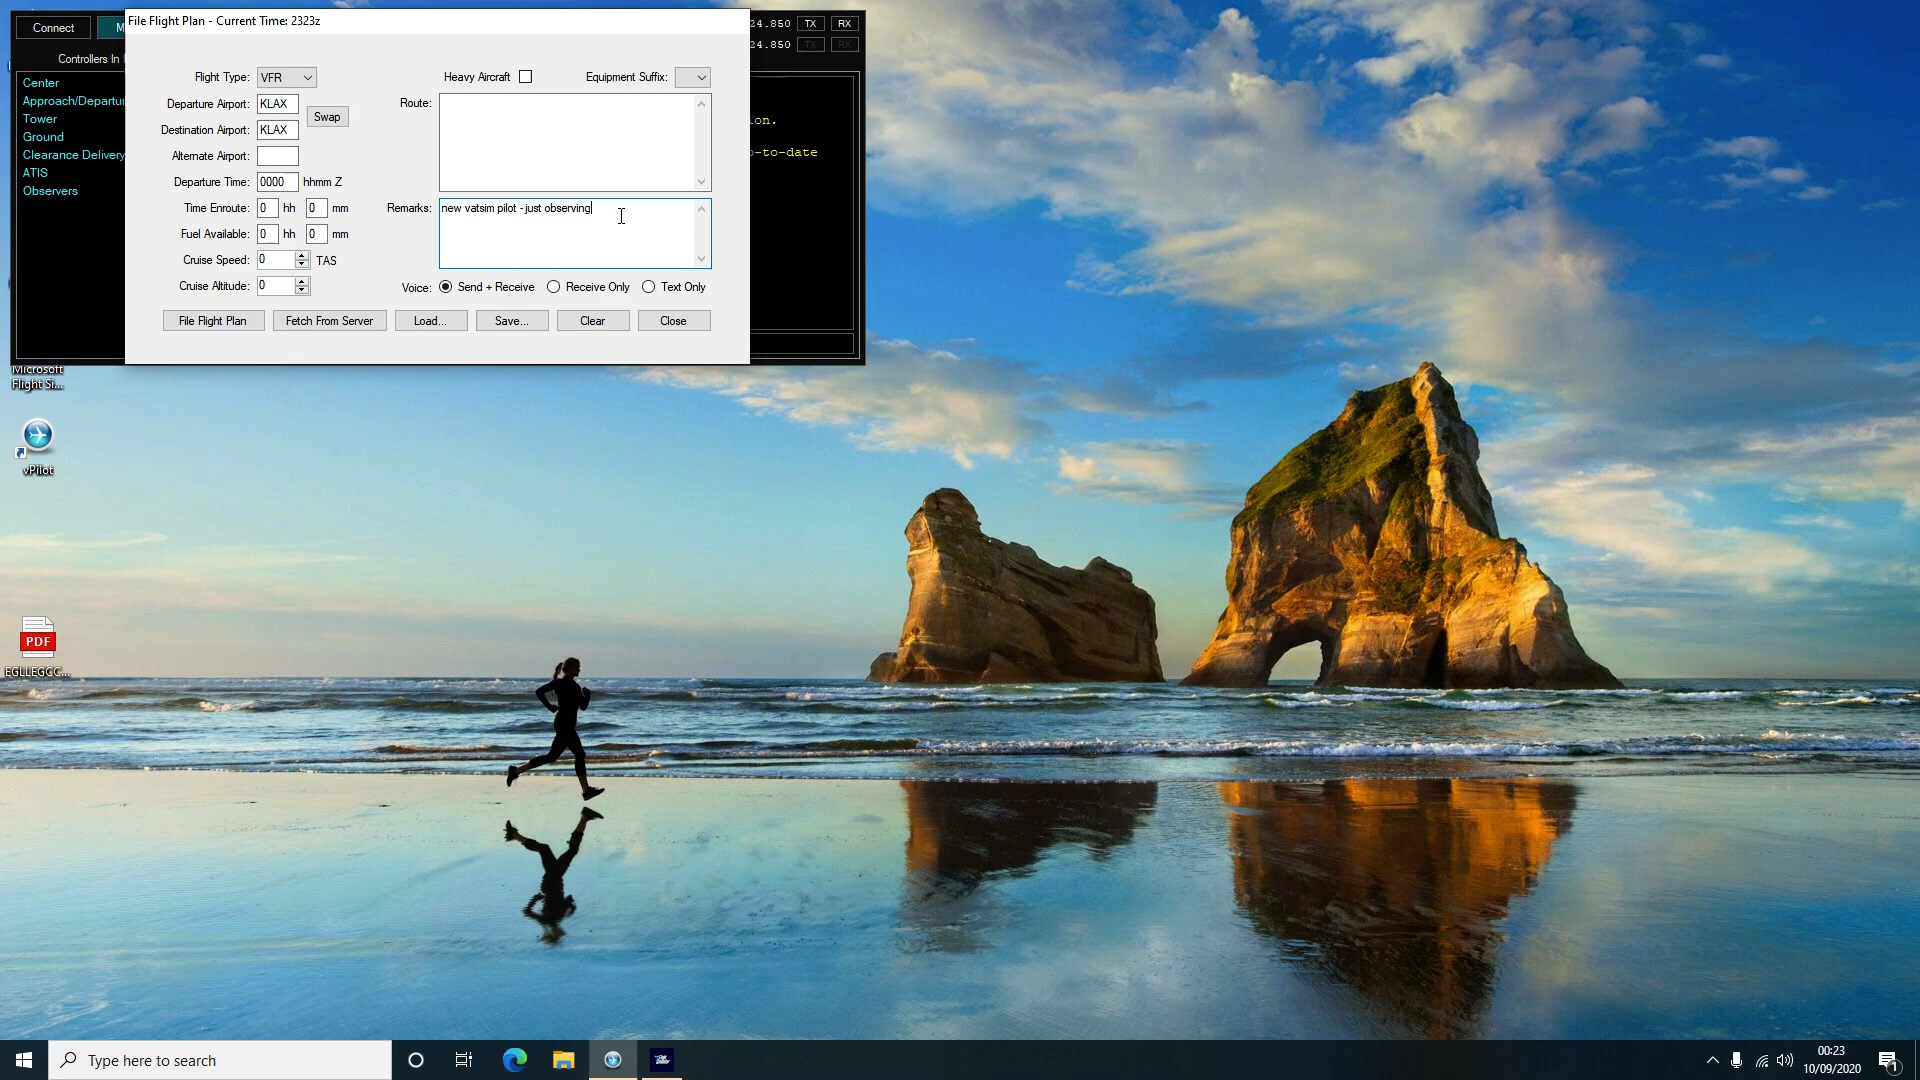 File Flight Plan - Current Time: 2323z
Connect
24.850 TX RX
24.850 TX RX
Controllers In
Center
Approach/Departu
Tower
Ground
Clearance Delivery
ATIS
Observers
Flight Type: VFR
Heavy Aircraft
Equipment Suffix:
Departure Airport: KLAX
Swap
Destination Airport: KLAX
Alternate Airport:
Departure Time: 0000 hhmm Z
Time Enroute: 0 hh 0 mm
Fuel Available: 0 hh 0 mm
Cruise Speed: 0 TAS
Cruise Altitude: 0
Route:
Remarks: new vatsim pilot - just observing
Voice: Send + Receive Receive Only Text Only
File Flight Plan Fetch From Server Load... Save... Clear Close
ion.
o-to-date
Microsoft
Flight Si...
vPilot
PDF
EGLLEGCC...
Type here to search
00:23
10/09/2020
1